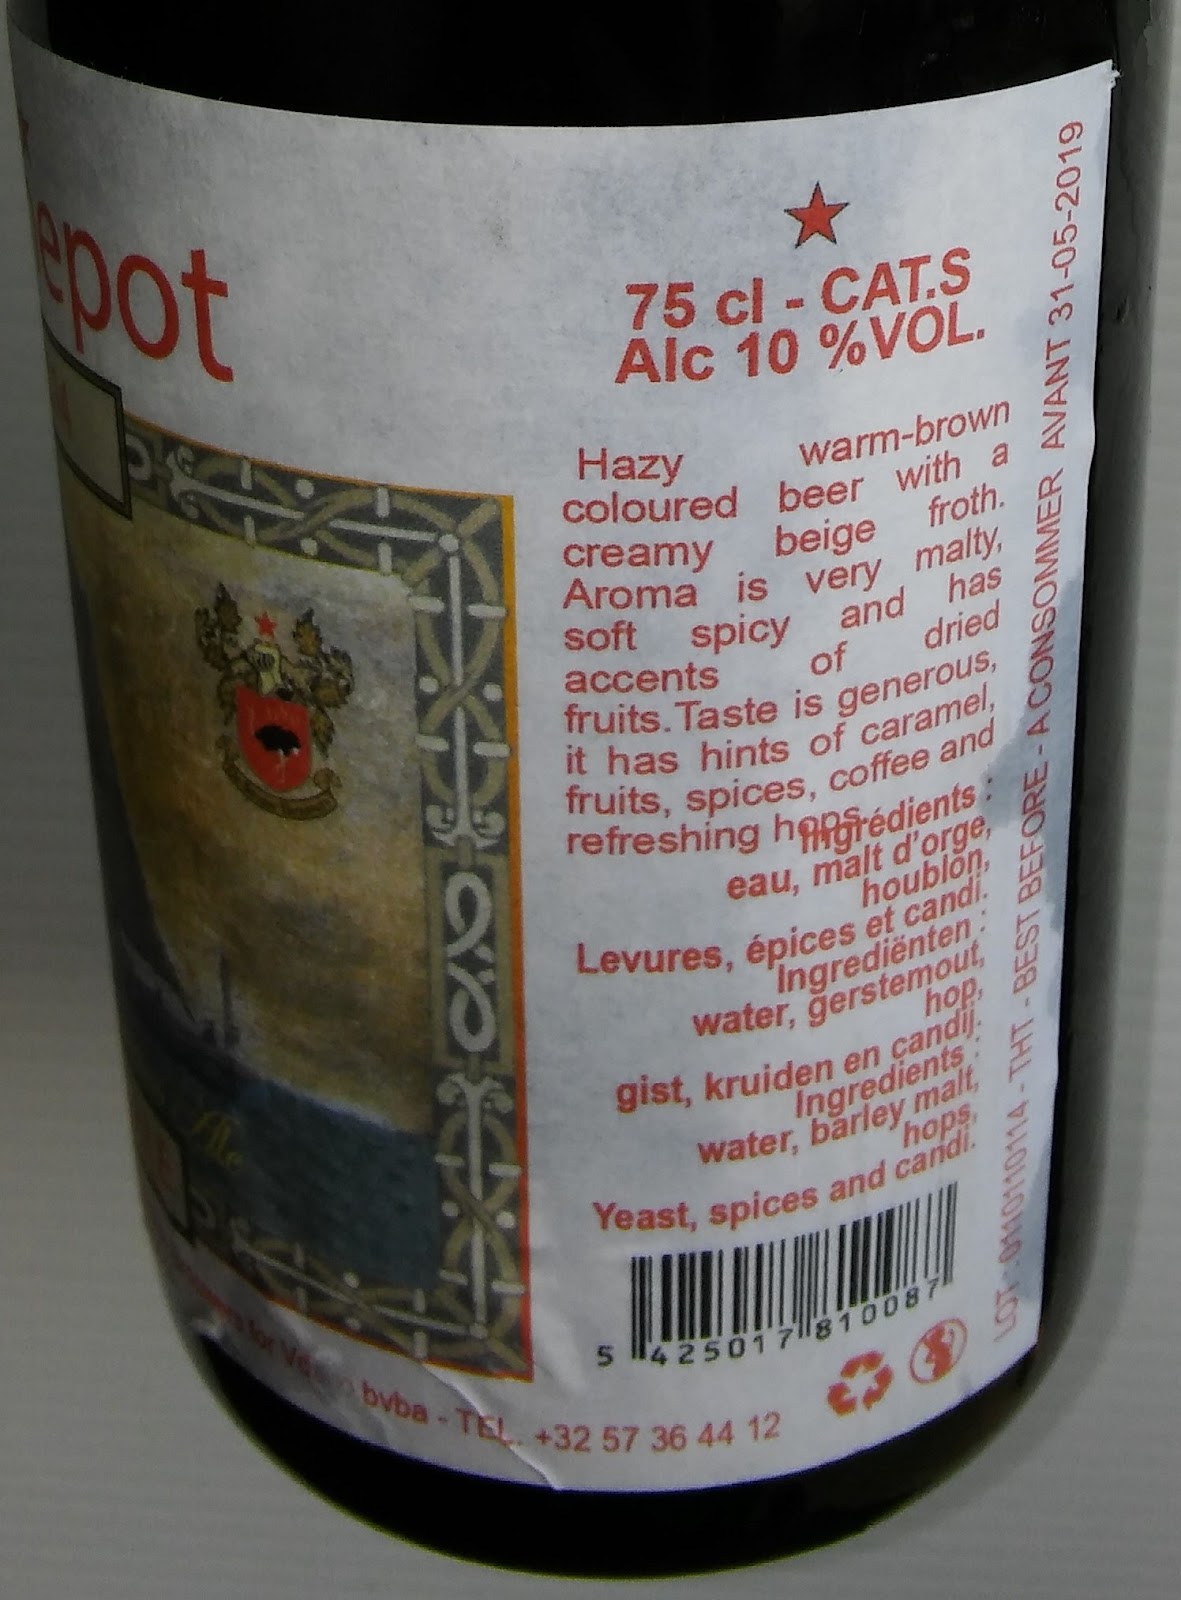 epot
75 cl - CAT.S
Alc 10 %VOL.
Hazy warm-brown
coloured beer with a
creamy beige froth.
Aroma is very malty,
soft spicy and has
accents of dried
fruits. Taste is generous,
it has hints of caramel,
fruits, spices, coffee and
refreshing hops.
Ingrédients :
eau, malt d'orge,
houblon,
Levures, épices et candi.
Ingrediënten :
water, gerstemout,
hop,
gist, kruiden en candij.
Ingredients :
water, barley malt,
hops,
Yeast, spices and candi.
5 425017 810087
LOT : 0110110114 - THT. - BEST BEFORE - A CONSOMMER AVANT 31-05-2019
Ale
for bvba - TEL. +32 57 36 44 12